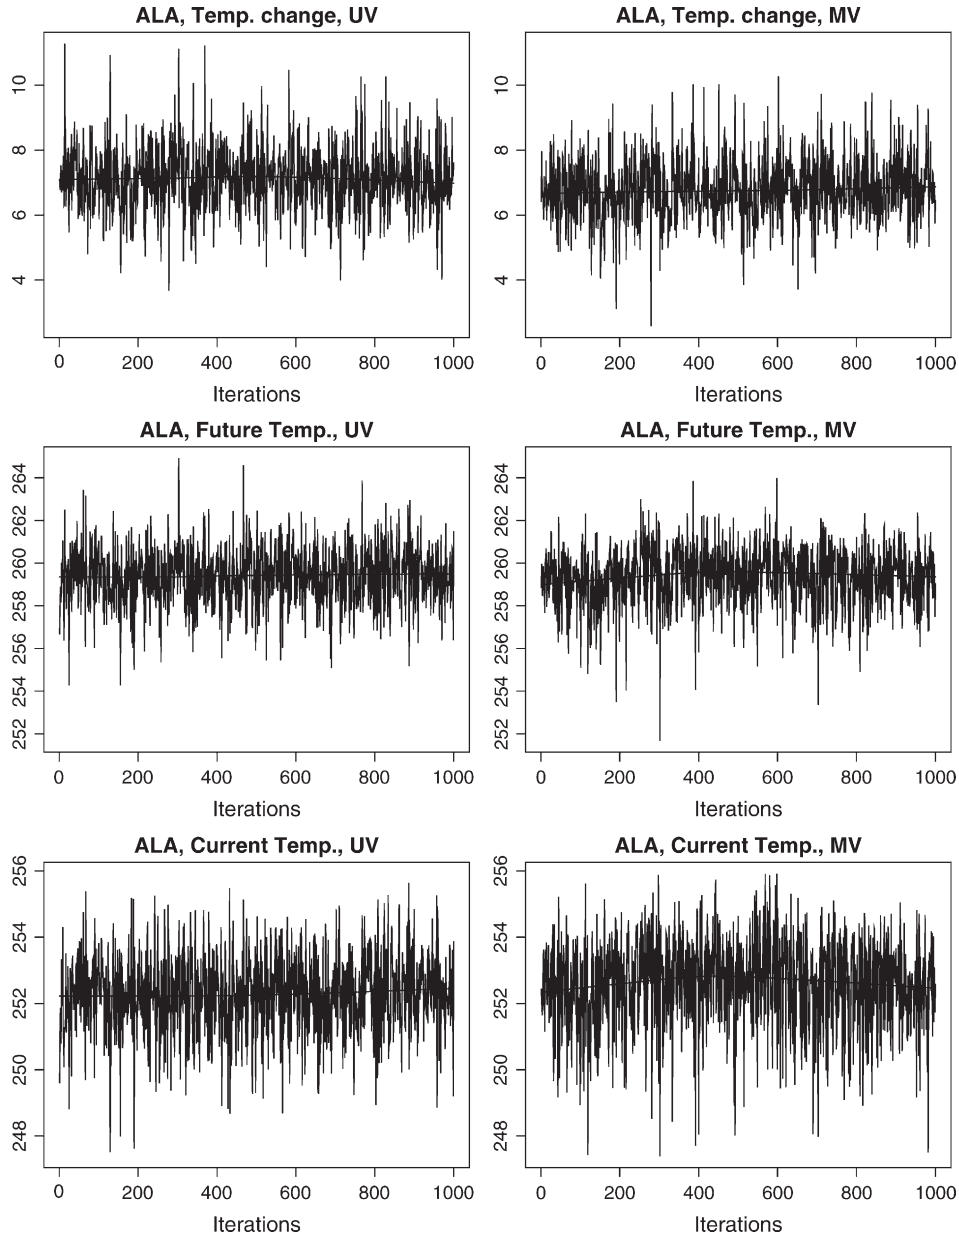 ALA, Temp. change, UV
ALA, Temp. change, MV
10
8
6
4
0 200 400 600 800 1000
Iterations
10
8
6
4
0 200 400 600 800 1000
Iterations
ALA, Future Temp., UV
ALA, Future Temp., MV
264
262
260
258
256
254
252
0 200 400 600 800 1000
Iterations
264
262
260
258
256
254
252
0 200 400 600 800 1000
Iterations
ALA, Current Temp., UV
ALA, Current Temp., MV
256
254
252
250
248
0 200 400 600 800 1000
Iterations
256
254
252
250
248
0 200 400 600 800 1000
Iterations